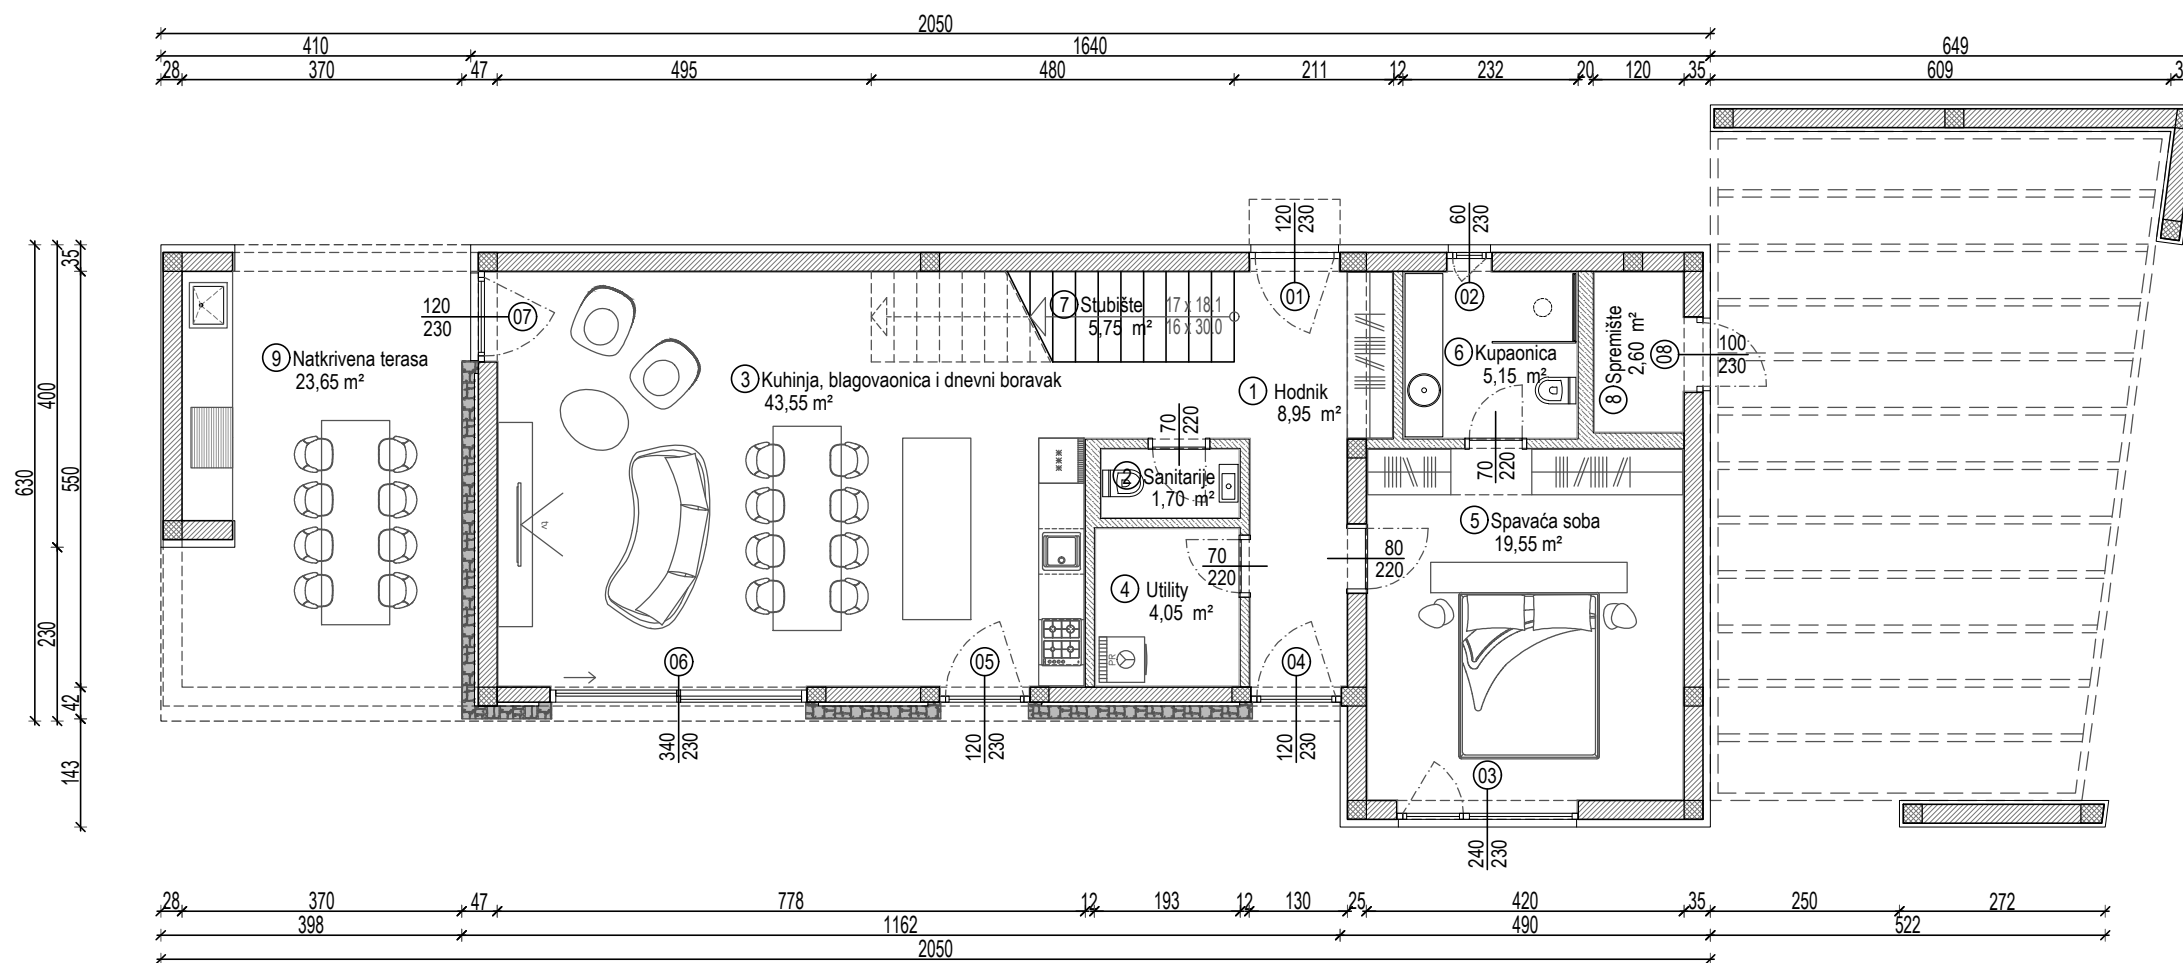 2050
410 1640 649
28 370 47 495 480 211 12 232 20 120 35 609
120 230
60 230
35
400
630
550
230
42
143
01
02
120
230
07
7 Stubište 17 x 18.1
5,75 m² 16 x 30.0
9 Natkrivena terasa
23,65 m²
3 Kuhinja, blagovaonica i dnevni boravak
43,55 m²
1 Hodnik
8,95 m²
6 Kupaonica
5,15 m²
8 Spremište
2,60 m²
08
100
230
70 220
70 220
2 Sanitarije
1,70 m²
5 Spavaća soba
19,55 m²
70
220
80
220
4 Utility
4,05 m²
PR
06
05
04
03
340 230
120 230
120 230
240 230
28 370 47 778 12 193 12 130 25 420 35 250 272
398 1162 490 522
2050